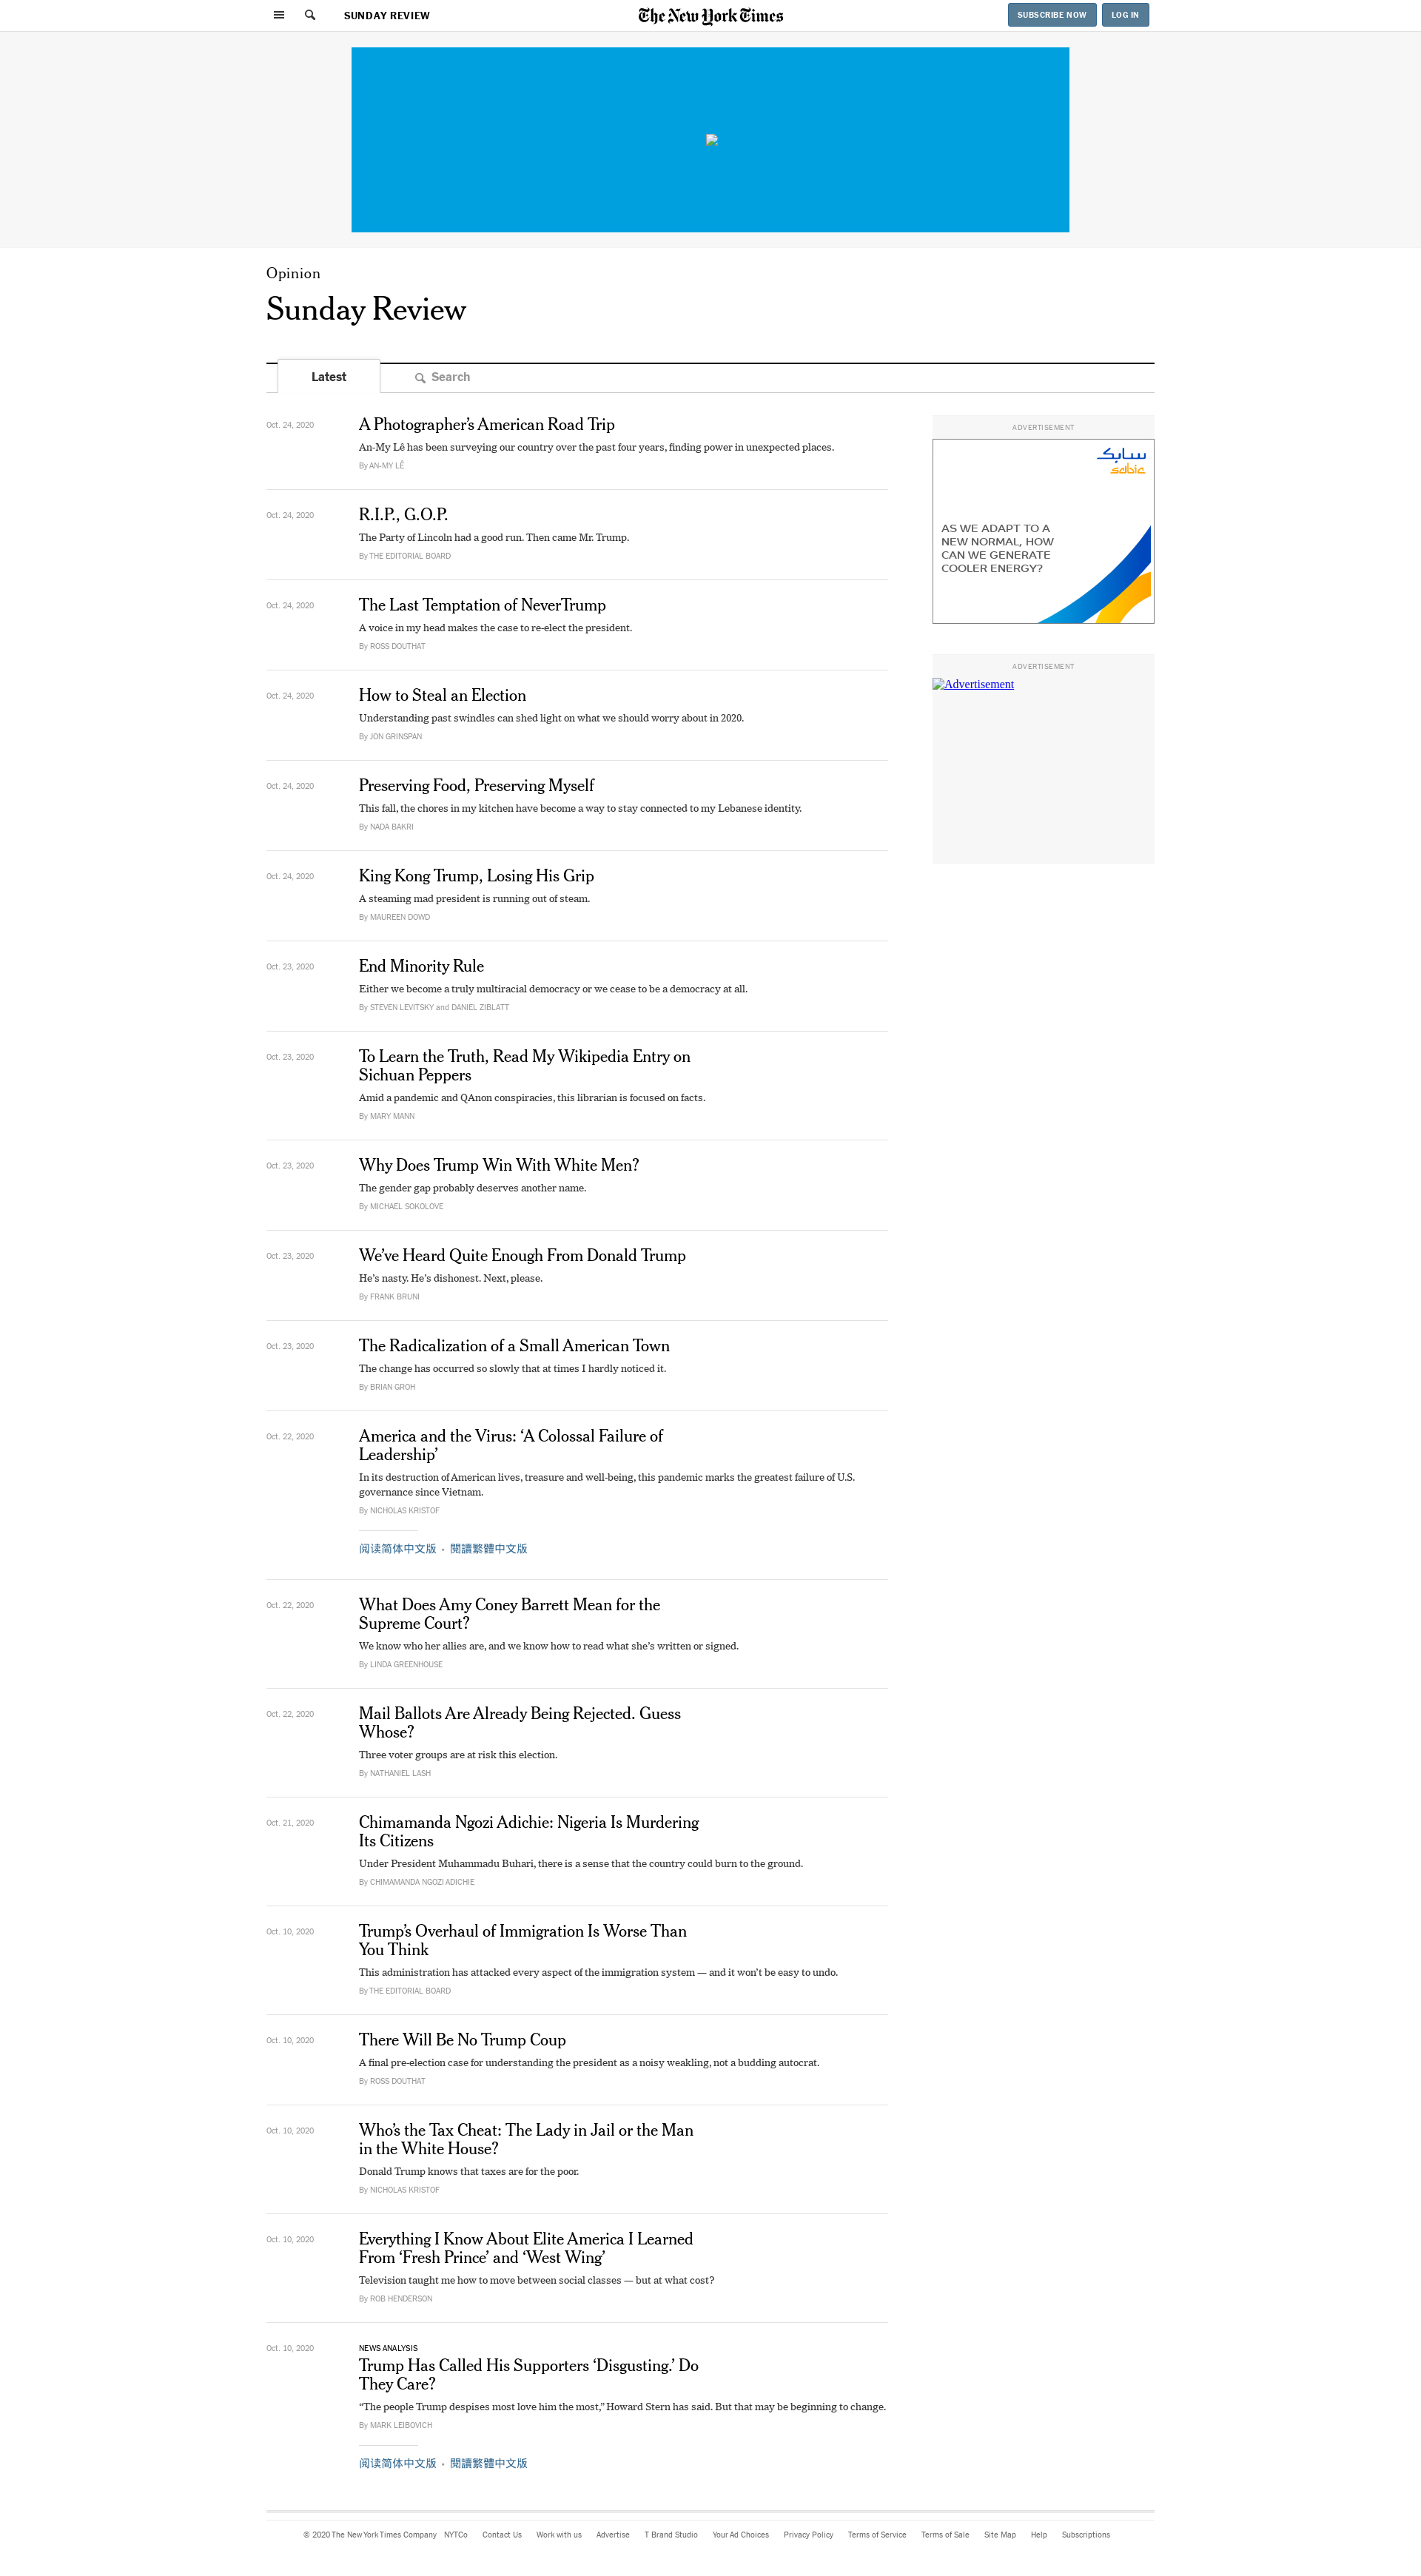 SUNDAY REVIEW
The New York Times
SUBSCRIBE NOW
LOG IN
Opinion
Sunday Review
Latest
Search
Oct. 24, 2020
A Photographer’s American Road Trip
An-My Lê has been surveying our country over the past four years, finding power in unexpected places.
By AN-MY LÊ
Oct. 24, 2020
R.I.P., G.O.P.
The Party of Lincoln had a good run. Then came Mr. Trump.
By THE EDITORIAL BOARD
Oct. 24, 2020
The Last Temptation of NeverTrump
A voice in my head makes the case to re-elect the president.
By ROSS DOUTHAT
Oct. 24, 2020
How to Steal an Election
Understanding past swindles can shed light on what we should worry about in 2020.
By JON GRINSPAN
Oct. 24, 2020
Preserving Food, Preserving Myself
This fall, the chores in my kitchen have become a way to stay connected to my Lebanese identity.
By NADA BAKRI
Oct. 24, 2020
King Kong Trump, Losing His Grip
A steaming mad president is running out of steam.
By MAUREEN DOWD
Oct. 23, 2020
End Minority Rule
Either we become a truly multiracial democracy or we cease to be a democracy at all.
By STEVEN LEVITSKY and DANIEL ZIBLATT
Oct. 23, 2020
To Learn the Truth, Read My Wikipedia Entry on
Sichuan Peppers
Amid a pandemic and QAnon conspiracies, this librarian is focused on facts.
By MARY MANN
Oct. 23, 2020
Why Does Trump Win With White Men?
The gender gap probably deserves another name.
By MICHAEL SOKOLOVE
Oct. 23, 2020
We’ve Heard Quite Enough From Donald Trump
He’s nasty. He’s dishonest. Next, please.
By FRANK BRUNI
Oct. 23, 2020
The Radicalization of a Small American Town
The change has occurred so slowly that at times I hardly noticed it.
By BRIAN GROH
Oct. 22, 2020
America and the Virus: ‘A Colossal Failure of
Leadership’
In its destruction of American lives, treasure and well-being, this pandemic marks the greatest failure of U.S.
governance since Vietnam.
By NICHOLAS KRISTOF
阅读简体中文版 • 閱讀繁體中文版
Oct. 22, 2020
What Does Amy Coney Barrett Mean for the
Supreme Court?
We know who her allies are, and we know how to read what she’s written or signed.
By LINDA GREENHOUSE
Oct. 22, 2020
Mail Ballots Are Already Being Rejected. Guess
Whose?
Three voter groups are at risk this election.
By NATHANIEL LASH
Oct. 21, 2020
Chimamanda Ngozi Adichie: Nigeria Is Murdering
Its Citizens
Under President Muhammadu Buhari, there is a sense that the country could burn to the ground.
By CHIMAMANDA NGOZI ADICHIE
Oct. 10, 2020
Trump’s Overhaul of Immigration Is Worse Than
You Think
This administration has attacked every aspect of the immigration system — and it won’t be easy to undo.
By THE EDITORIAL BOARD
Oct. 10, 2020
There Will Be No Trump Coup
A final pre-election case for understanding the president as a noisy weakling, not a budding autocrat.
By ROSS DOUTHAT
Oct. 10, 2020
Who’s the Tax Cheat: The Lady in Jail or the Man
in the White House?
Donald Trump knows that taxes are for the poor.
By NICHOLAS KRISTOF
Oct. 10, 2020
Everything I Know About Elite America I Learned
From ‘Fresh Prince’ and ‘West Wing’
Television taught me how to move between social classes — but at what cost?
By ROB HENDERSON
Oct. 10, 2020
NEWS ANALYSIS
Trump Has Called His Supporters ‘Disgusting.’ Do
They Care?
“The people Trump despises most love him the most,” Howard Stern has said. But that may be beginning to change.
By MARK LEIBOVICH
阅读简体中文版 • 閱讀繁體中文版
ADVERTISEMENT
سابك
sabic
AS WE ADAPT TO A
NEW NORMAL, HOW
CAN WE GENERATE
COOLER ENERGY?
ADVERTISEMENT
Advertisement
© 2020 The New York Times Company NYTCo Contact Us Work with us Advertise T Brand Studio Your Ad Choices Privacy Policy Terms of Service Terms of Sale Site Map Help Subscriptions